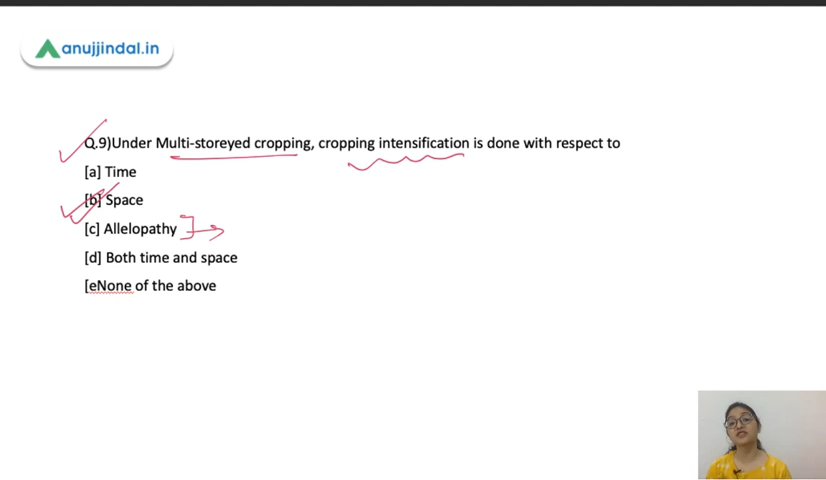 anujjindal.in
Q.9)Under Multi-storeyed cropping, cropping intensification is done with respect to
[a] Time
[b] Space
[c] Allelopathy
[d] Both time and space
[eNone of the above